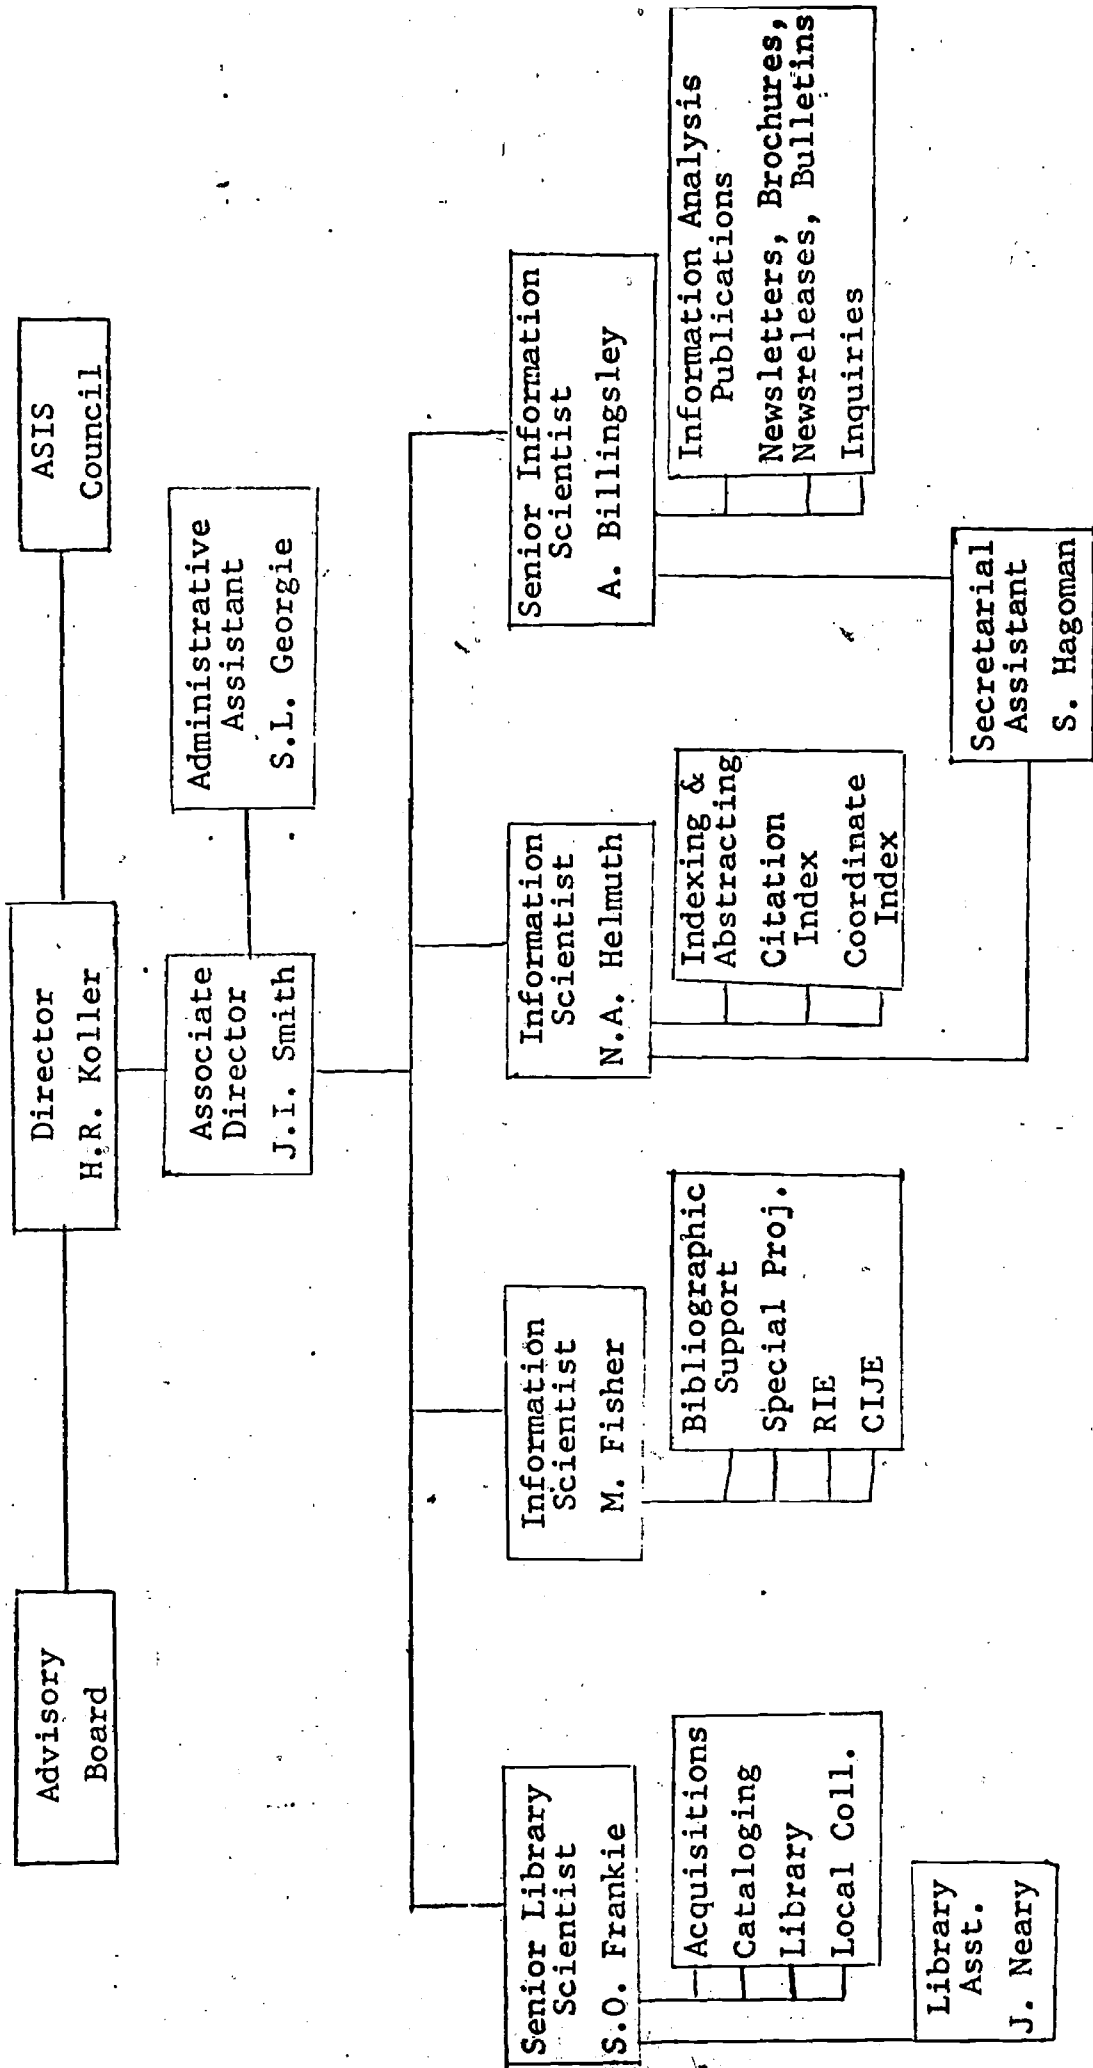 Advisory
Board
Director
H.R. Koller
ASIS
Council
Associate
Director
J.I. Smith
Administrative
Assistant
S.L. Georgie
Senior Library
Scientist
S.O. Frankie
Acquisitions
Cataloging
Library
Local Coll.
Library
Asst.
J. Neary
Information
Scientist
M. Fisher
Bibliographic
Support
Special Proj.
RIE
CIJE
Information
Scientist
N.A. Helmuth
Indexing &
Abstracting
Citation
Index
Coordinate
Index
Senior Information
Scientist
A. Billingsley
Information Analysis
Publications
Newsletters, Brochures,
Newsreleases, Bulletins
Inquiries
Secretarial
Assistant
S. Hagoman